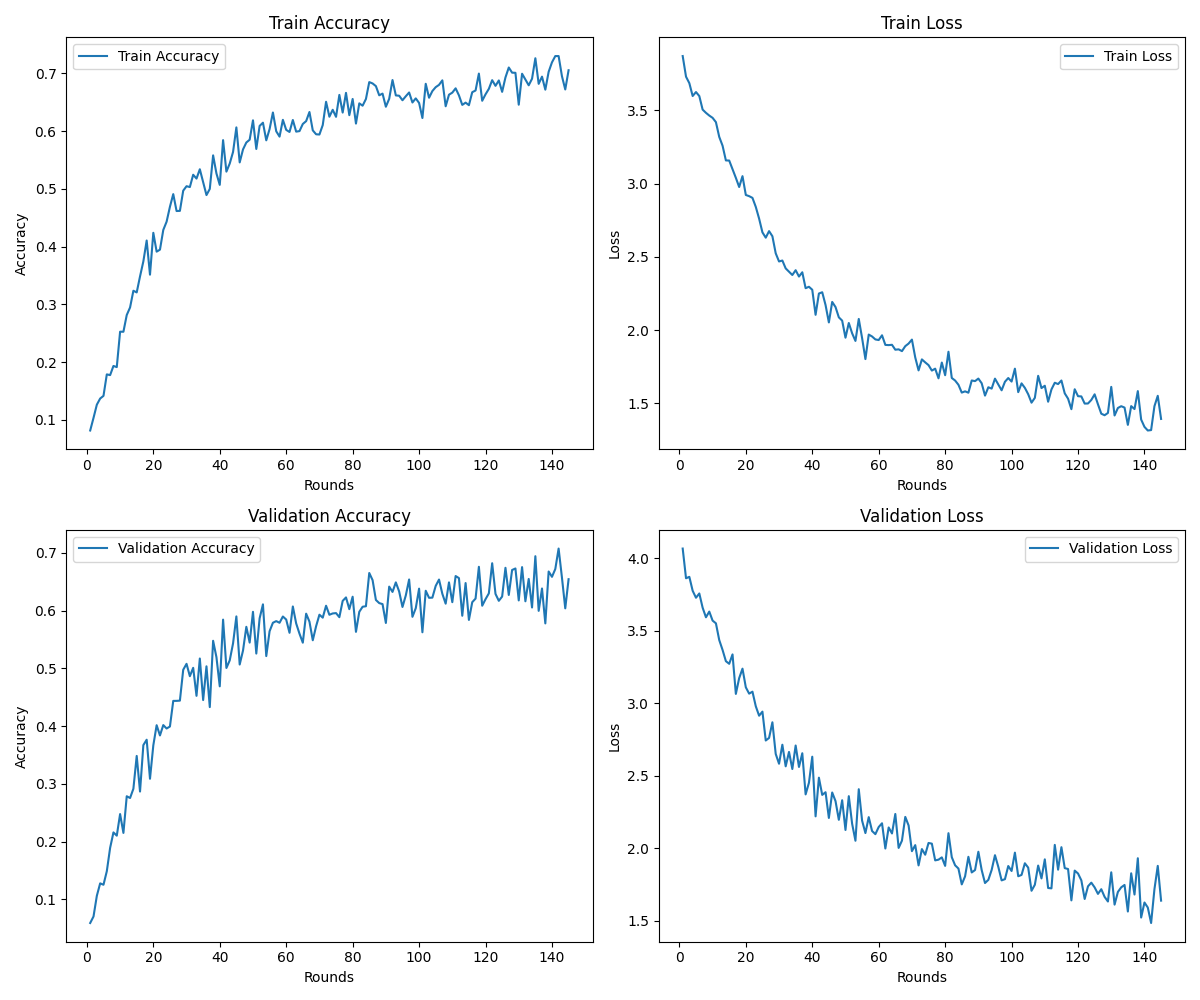 Train Accuracy
Train Accuracy
0.7
0.6
0.5
0.4
0.3
0.2
0.1
Accuracy
0 20 40 60 80 100 120 140
Rounds
Train Loss
Train Loss
3.5
3.0
2.5
2.0
1.5
Loss
0 20 40 60 80 100 120 140
Rounds
Validation Accuracy
Validation Accuracy
0.7
0.6
0.5
0.4
0.3
0.2
0.1
Accuracy
0 20 40 60 80 100 120 140
Rounds
Validation Loss
Validation Loss
4.0
3.5
3.0
2.5
2.0
1.5
Loss
0 20 40 60 80 100 120 140
Rounds